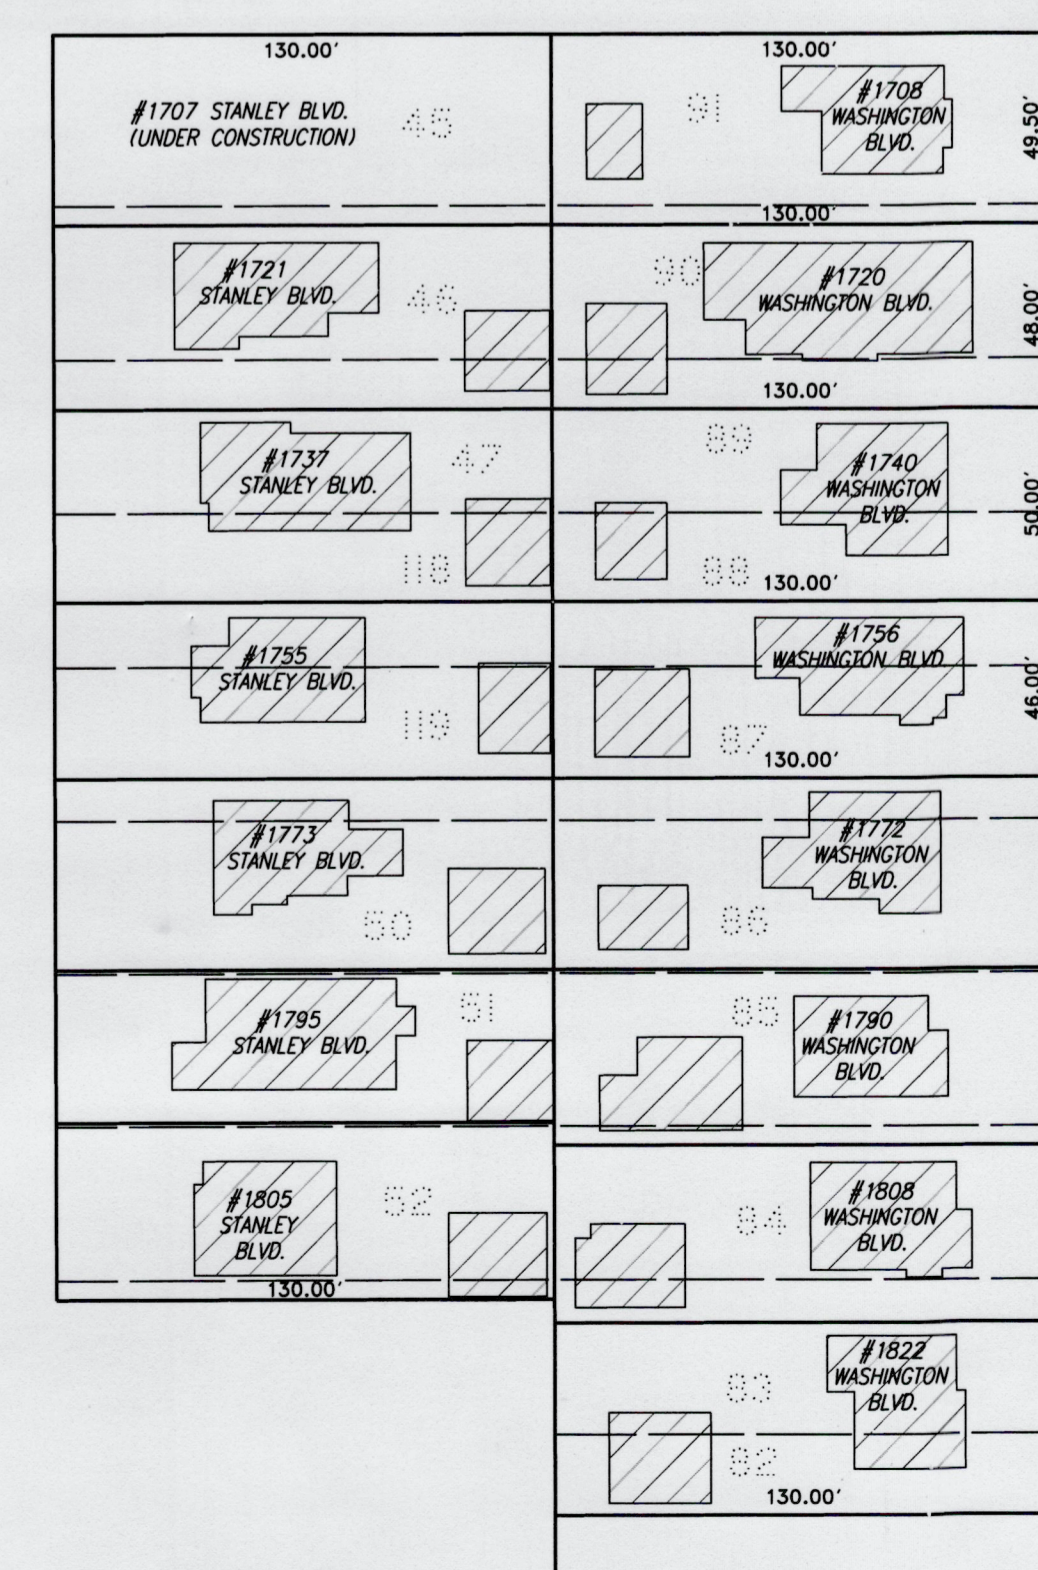 130.00'
#1707 STANLEY BLVD.
(UNDER CONSTRUCTION)
45
130.00'
91
#1708
WASHINGTON
BLVD.
49.50'
130.00'
#1721
STANLEY BLVD.
46
90
#1720
WASHINGTON BLVD.
48.00'
130.00'
#1737
STANLEY BLVD.
47
118
89
#1740
WASHINGTON
BLVD.
50.00'
88
130.00'
#1755
STANLEY BLVD.
119
#1756
WASHINGTON BLVD.
46.00'
87
130.00'
#1773
STANLEY BLVD.
50
#1772
WASHINGTON
BLVD.
86
#1795
STANLEY BLVD.
51
85
#1790
WASHINGTON
BLVD.
#1805
STANLEY
BLVD.
52
130.00'
84
#1808
WASHINGTON
BLVD.
#1822
WASHINGTON
BLVD.
83
82
130.00'